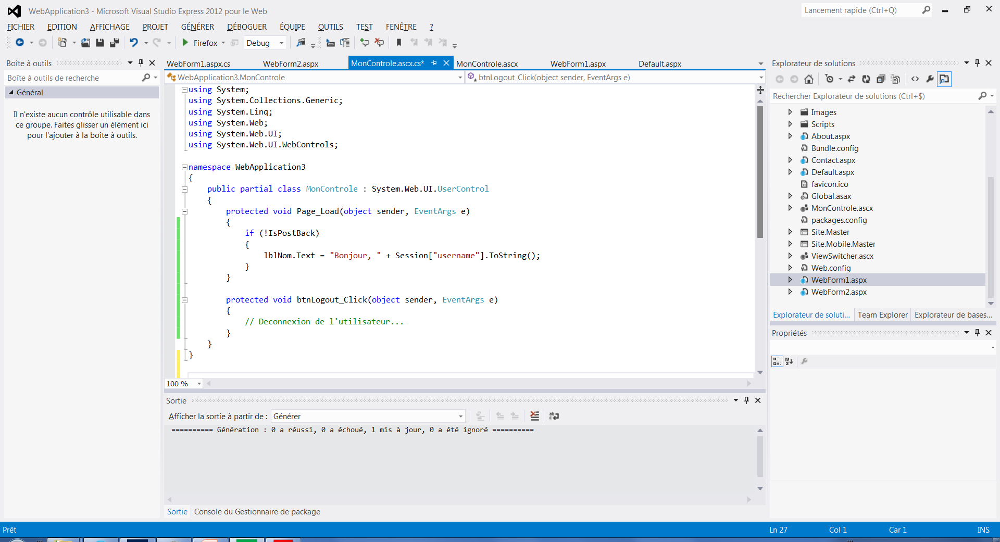 WebApplication3 - Microsoft Visual Studio Express 2012 pour le Web
Lancement rapide (Ctrl+Q)
FICHIER EDITION AFFICHAGE PROJET GÉNÉRER DÉBOGUER ÉQUIPE OUTILS TEST FENÊTRE ?
Firefox Debug
Boîte à outils
Boîte à outils de recherche
Général
Il n'existe aucun contrôle utilisable dans
ce groupe. Faites glisser un élément ici
pour l'ajouter à la boîte à outils.
WebForm1.aspx.cs WebForm2.aspx MonControle.ascx.cs* MonControle.ascx WebForm1.aspx Default.aspx
WebApplication3.MonControle btnLogout_Click(object sender, EventArgs e)
using System;
using System.Collections.Generic;
using System.Linq;
using System.Web;
using System.Web.UI;
using System.Web.UI.WebControls;
namespace WebApplication3
{
public partial class MonControle : System.Web.UI.UserControl
{
protected void Page_Load(object sender, EventArgs e)
{
if (!IsPostBack)
{
lblNom.Text = "Bonjour, " + Session["username"].ToString();
}
}
protected void btnLogout_Click(object sender, EventArgs e)
{
// Deconnexion de l'utilisateur...
}
}
}
100 %
Sortie
Afficher la sortie à partir de : Générer
========== Génération : 0 a réussi, 0 a échoué, 1 mis à jour, 0 a été ignoré ==========
Sortie Console du Gestionnaire de package
Explorateur de solutions
Rechercher Explorateur de solutions (Ctrl+$)
Images
Scripts
About.aspx
Bundle.config
Contact.aspx
Default.aspx
favicon.ico
Global.asax
MonControle.ascx
packages.config
Site.Master
Site.Mobile.Master
ViewSwitcher.ascx
Web.config
WebForm1.aspx
WebForm2.aspx
Explorateur de soluti... Team Explorer Explorateur de bases...
Propriétés
Prêt Ln 27 Col 1 Car 1 INS